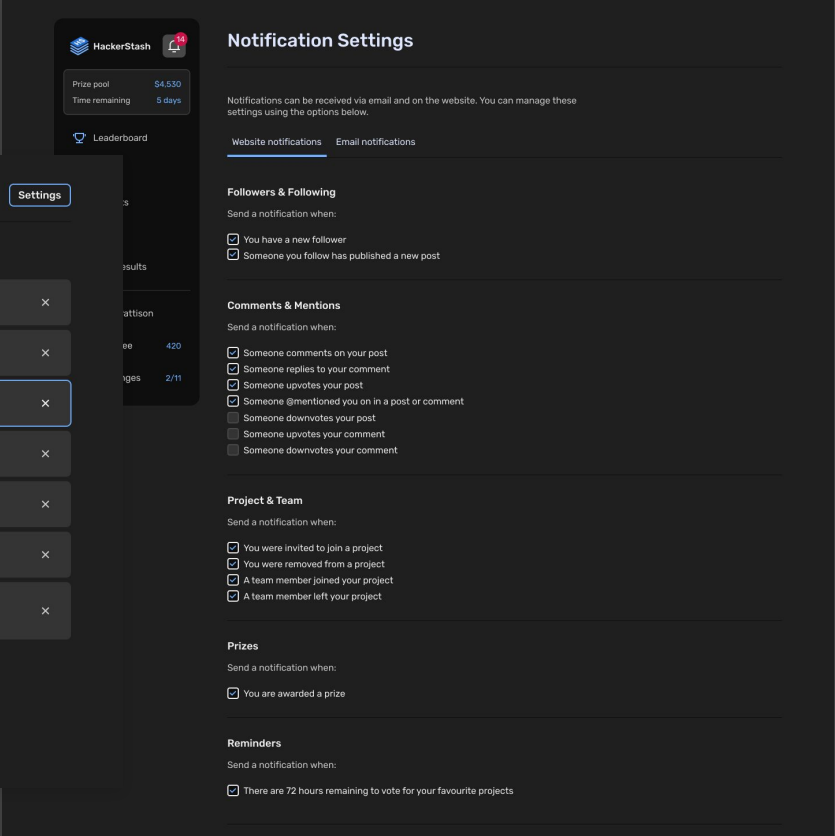 HackerStash
14
Prize pool $4,530
Time remaining 5 days
Leaderboard
Settings
esults
attison
ee 420
nges 2/11
Notification Settings
Notifications can be received via email and on the website. You can manage these
settings using the options below.
Website notifications Email notifications
Followers & Following
Send a notification when:
You have a new follower
Someone you follow has published a new post
Comments & Mentions
Send a notification when:
Someone comments on your post
Someone replies to your comment
Someone upvotes your post
Someone @mentioned you on in a post or comment
Someone downvotes your post
Someone upvotes your comment
Someone downvotes your comment
Project & Team
Send a notification when:
You were invited to join a project
You were removed from a project
A team member joined your project
A team member left your project
Prizes
Send a notification when:
You are awarded a prize
Reminders
Send a notification when:
There are 72 hours remaining to vote for your favourite projects